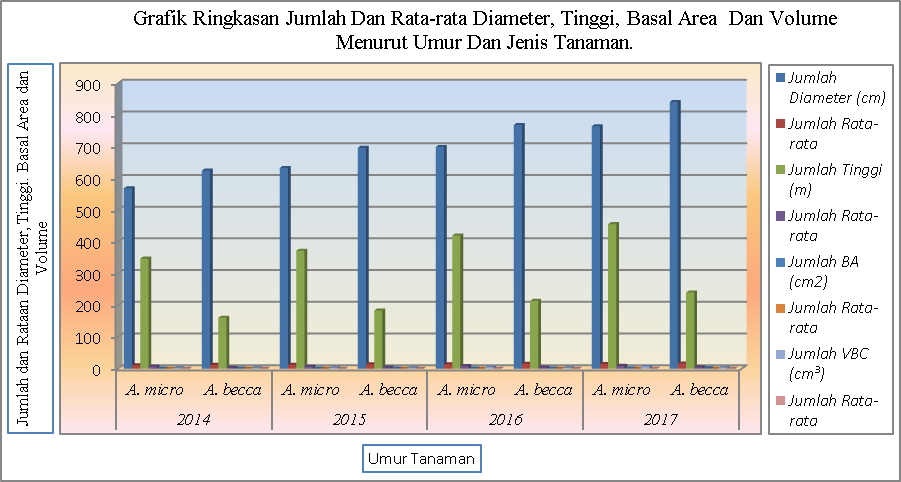 Grafik Ringkasan Jumlah Dan Rata-rata Diameter, Tinggi, Basal Area Dan Volume
Menurut Umur Dan Jenis Tanaman.
Jumlah dan Rataan Diameter, Tinggi. Basal Area dan
Volume
900
800
700
600
500
400
300
200
100
0
A. micro A. becca A. micro A. becca A. micro A. becca A. micro A. becca
2014 2015 2016 2017
Umur Tanaman
Jumlah
Diameter (cm)
Jumlah Rata-
rata
Jumlah Tinggi
(m)
Jumlah Rata-
rata
Jumlah BA
(cm2)
Jumlah Rata-
rata
Jumlah VBC
(cm³)
Jumlah Rata-
rata